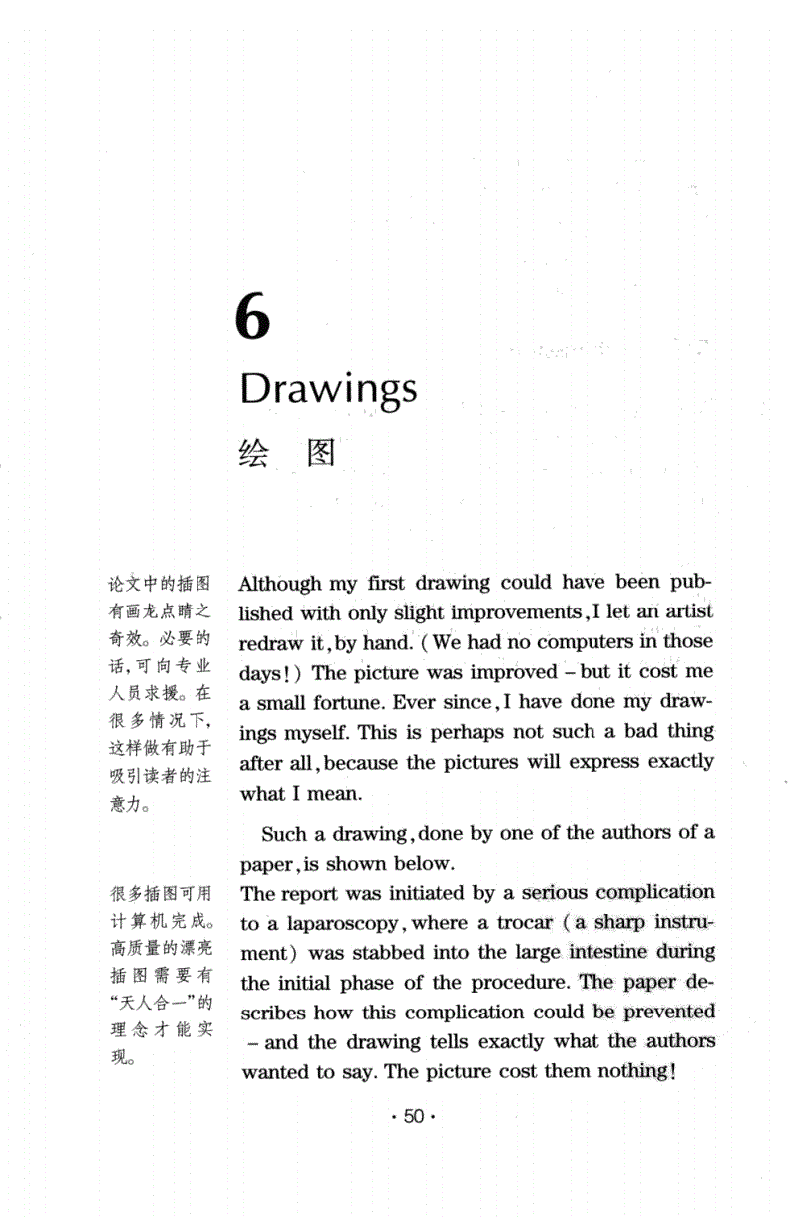 6
Drawings
绘 图
论文中的插图
有画龙点睛之
奇效。必要的
话,可向专业
人员求援。在
很多情况下,
这样做有助于
吸引读者的注
意力。
Although my first drawing could have been pub-
lished with only slight improvements,I let an artist
redraw it,by hand. (We had no computers in those
days!) The picture was improved – but it cost me
a small fortune. Ever since,I have done my draw-
ings myself. This is perhaps not such a bad thing
after all,because the pictures will express exactly
what I mean.
Such a drawing,done by one of the authors of a
paper,is shown below.
很多插图可用
计算机完成。
高质量的漂亮
插图需要有
“天人合一”的
理念才能实
现。
The report was initiated by a serious complication
to a laparoscopy,where a trocar (a sharp instru-
ment) was stabbed into the large intestine during
the initial phase of the procedure. The paper de-
scribes how this complication could be prevented
– and the drawing tells exactly what the authors
wanted to say. The picture cost them nothing!
· 50 ·